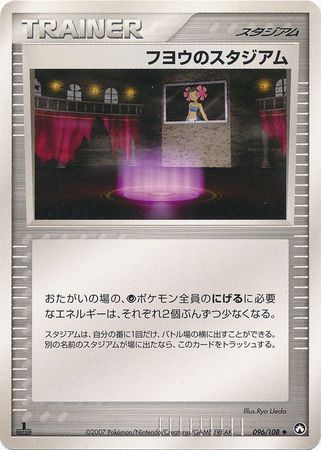 TRAINER
スタジアム
フヨウのスタジアム
おたがいの場の、ポケモン全員のにげるに必要
なエネルギーは、それぞれ2個ぶんずつ少なくなる。
スタジアムは、自分の番に1回だけ、バトル場の横に出すことができる。
別の名前のスタジアムが場に出たなら、このカードをトラッシュする。
Illus.Ryo Ueda
1
EDITION
©2007 Pokémon/Nintendo/Creatures/GAME FREAK
096/108